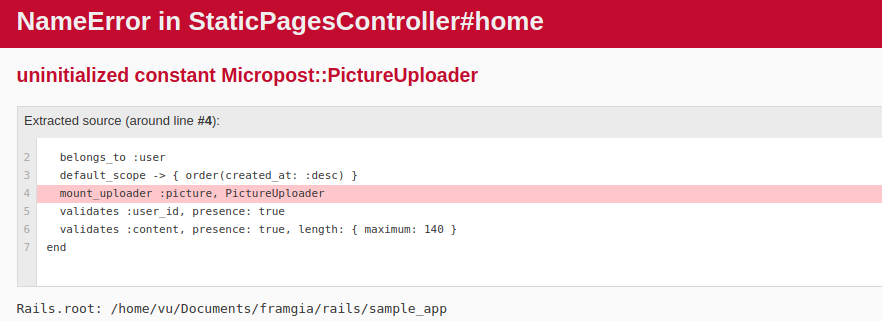 NameError in StaticPagesController#home
uninitialized constant Micropost::PictureUploader
Extracted source (around line #4):
2 belongs_to :user
3 default_scope -> { order(created_at: :desc) }
4 mount_uploader :picture, PictureUploader
5 validates :user_id, presence: true
6 validates :content, presence: true, length: { maximum: 140 }
7 end
Rails.root: /home/vu/Documents/framgia/rails/sample_app